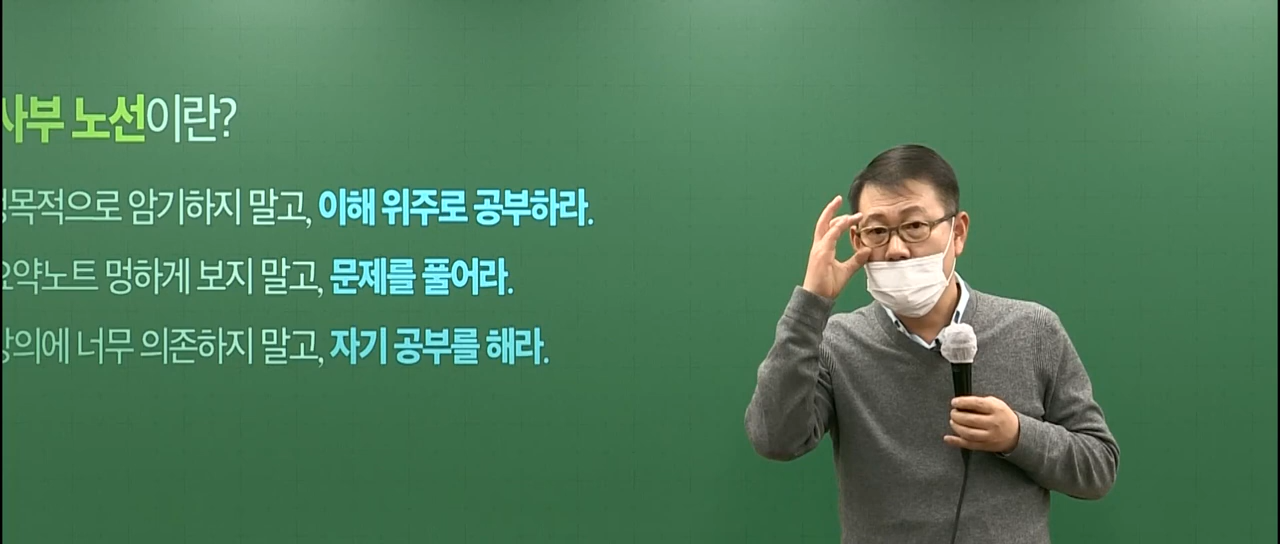 사부 노선이란?
맹목적으로 암기하지 말고, 이해 위주로 공부하라.
요약노트 멍하게 보지 말고, 문제를 풀어라.
강의에 너무 의존하지 말고, 자기 공부를 해라.